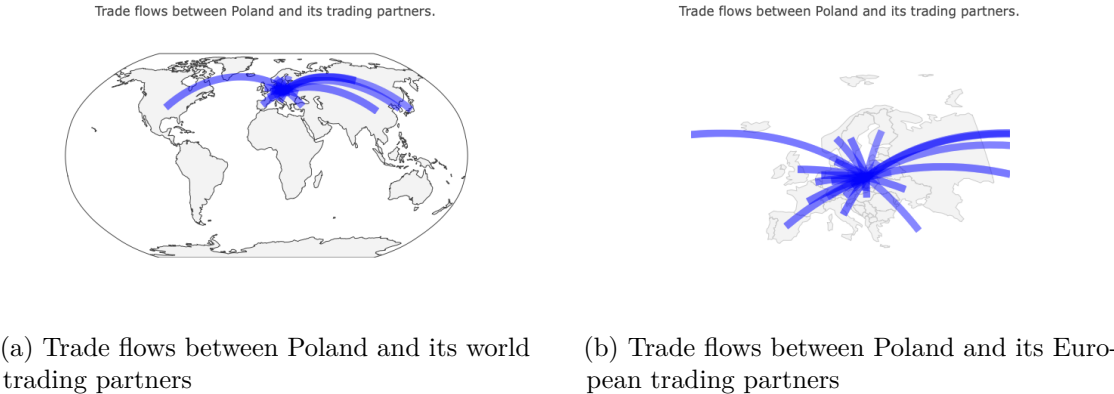 Trade flows between Poland and its trading partners.
Trade flows between Poland and its trading partners.
(a) Trade flows between Poland and its world
trading partners
(b) Trade flows between Poland and its Euro-
pean trading partners